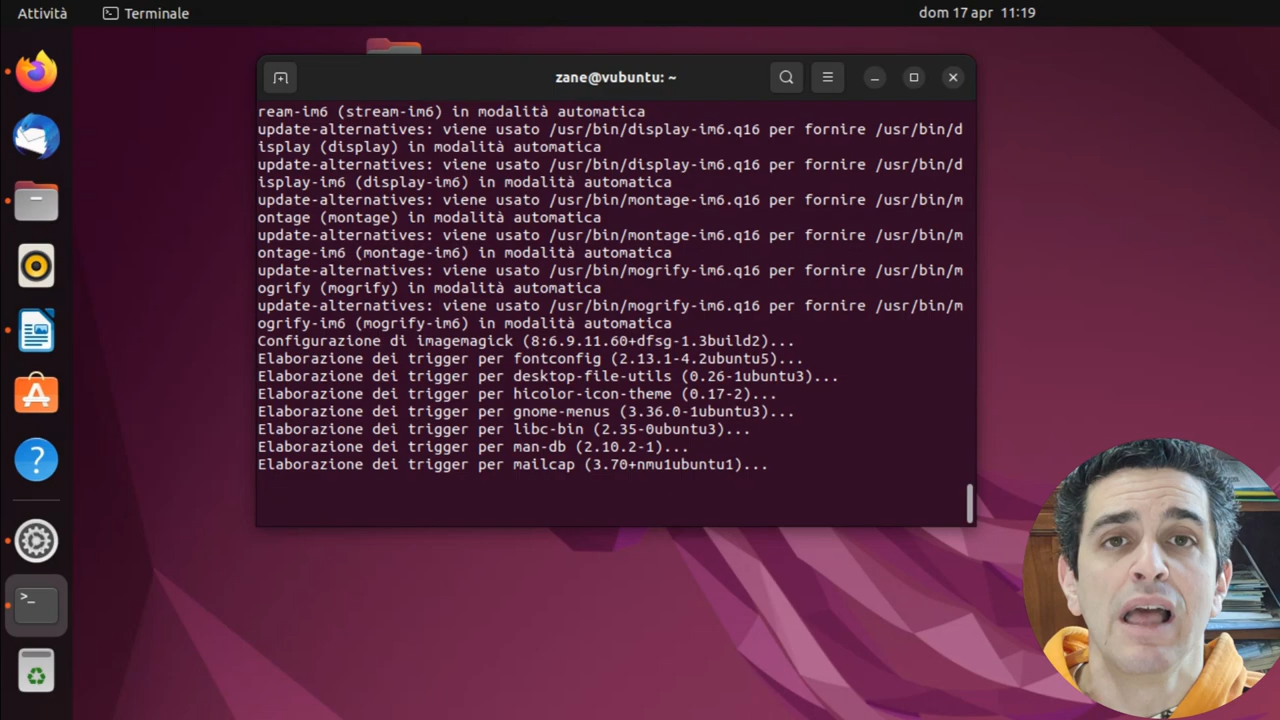 Attività
Terminale
dom 17 apr 11:19
zane@vubuntu: ~
ream-im6 (stream-im6) in modalità automatica
update-alternatives: viene usato /usr/bin/display-im6.q16 per fornire /usr/bin/d
isplay (display) in modalità automatica
update-alternatives: viene usato /usr/bin/display-im6.q16 per fornire /usr/bin/d
isplay-im6 (display-im6) in modalità automatica
update-alternatives: viene usato /usr/bin/montage-im6.q16 per fornire /usr/bin/m
ontage (montage) in modalità automatica
update-alternatives: viene usato /usr/bin/montage-im6.q16 per fornire /usr/bin/m
ontage-im6 (montage-im6) in modalità automatica
update-alternatives: viene usato /usr/bin/mogrify-im6.q16 per fornire /usr/bin/m
ogrify (mogrify) in modalità automatica
update-alternatives: viene usato /usr/bin/mogrify-im6.q16 per fornire /usr/bin/m
ogrify-im6 (mogrify-im6) in modalità automatica
Configurazione di imagemagick (8:6.9.11.60+dfsg-1.3build2)...
Elaborazione dei trigger per fontconfig (2.13.1-4.2ubuntu5)...
Elaborazione dei trigger per desktop-file-utils (0.26-1ubuntu3)...
Elaborazione dei trigger per hicolor-icon-theme (0.17-2)...
Elaborazione dei trigger per gnome-menus (3.36.0-1ubuntu3)...
Elaborazione dei trigger per libc-bin (2.35-0ubuntu3)...
Elaborazione dei trigger per man-db (2.10.2-1)...
Elaborazione dei trigger per mailcap (3.70+nmu1ubuntu1)...